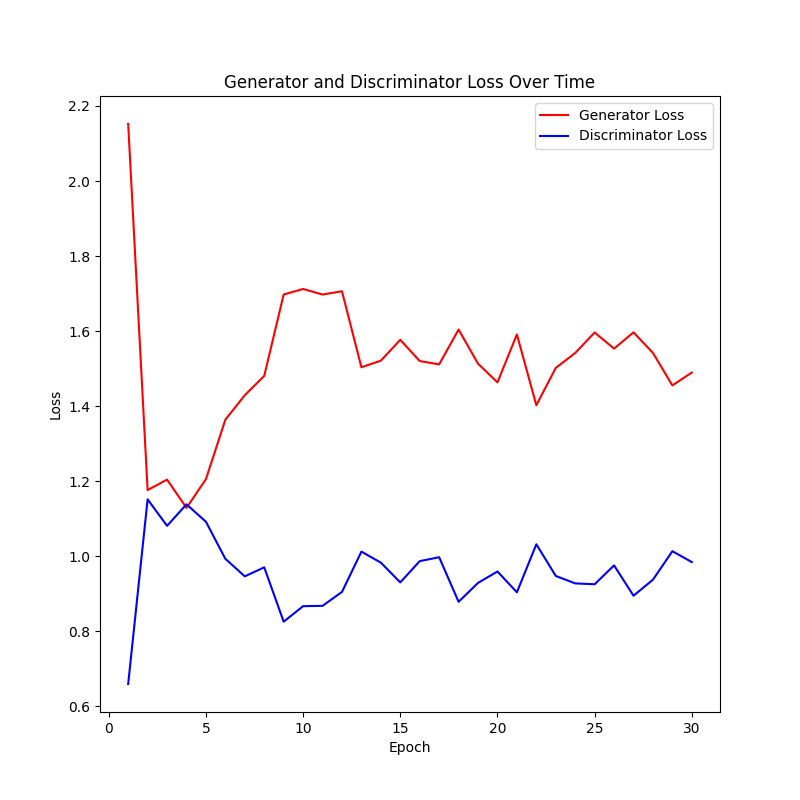 Generator and Discriminator Loss Over Time
Generator Loss
Discriminator Loss
2.2
2.0
1.8
1.6
1.4
1.2
1.0
0.8
0.6
Loss
0 5 10 15 20 25 30
Epoch